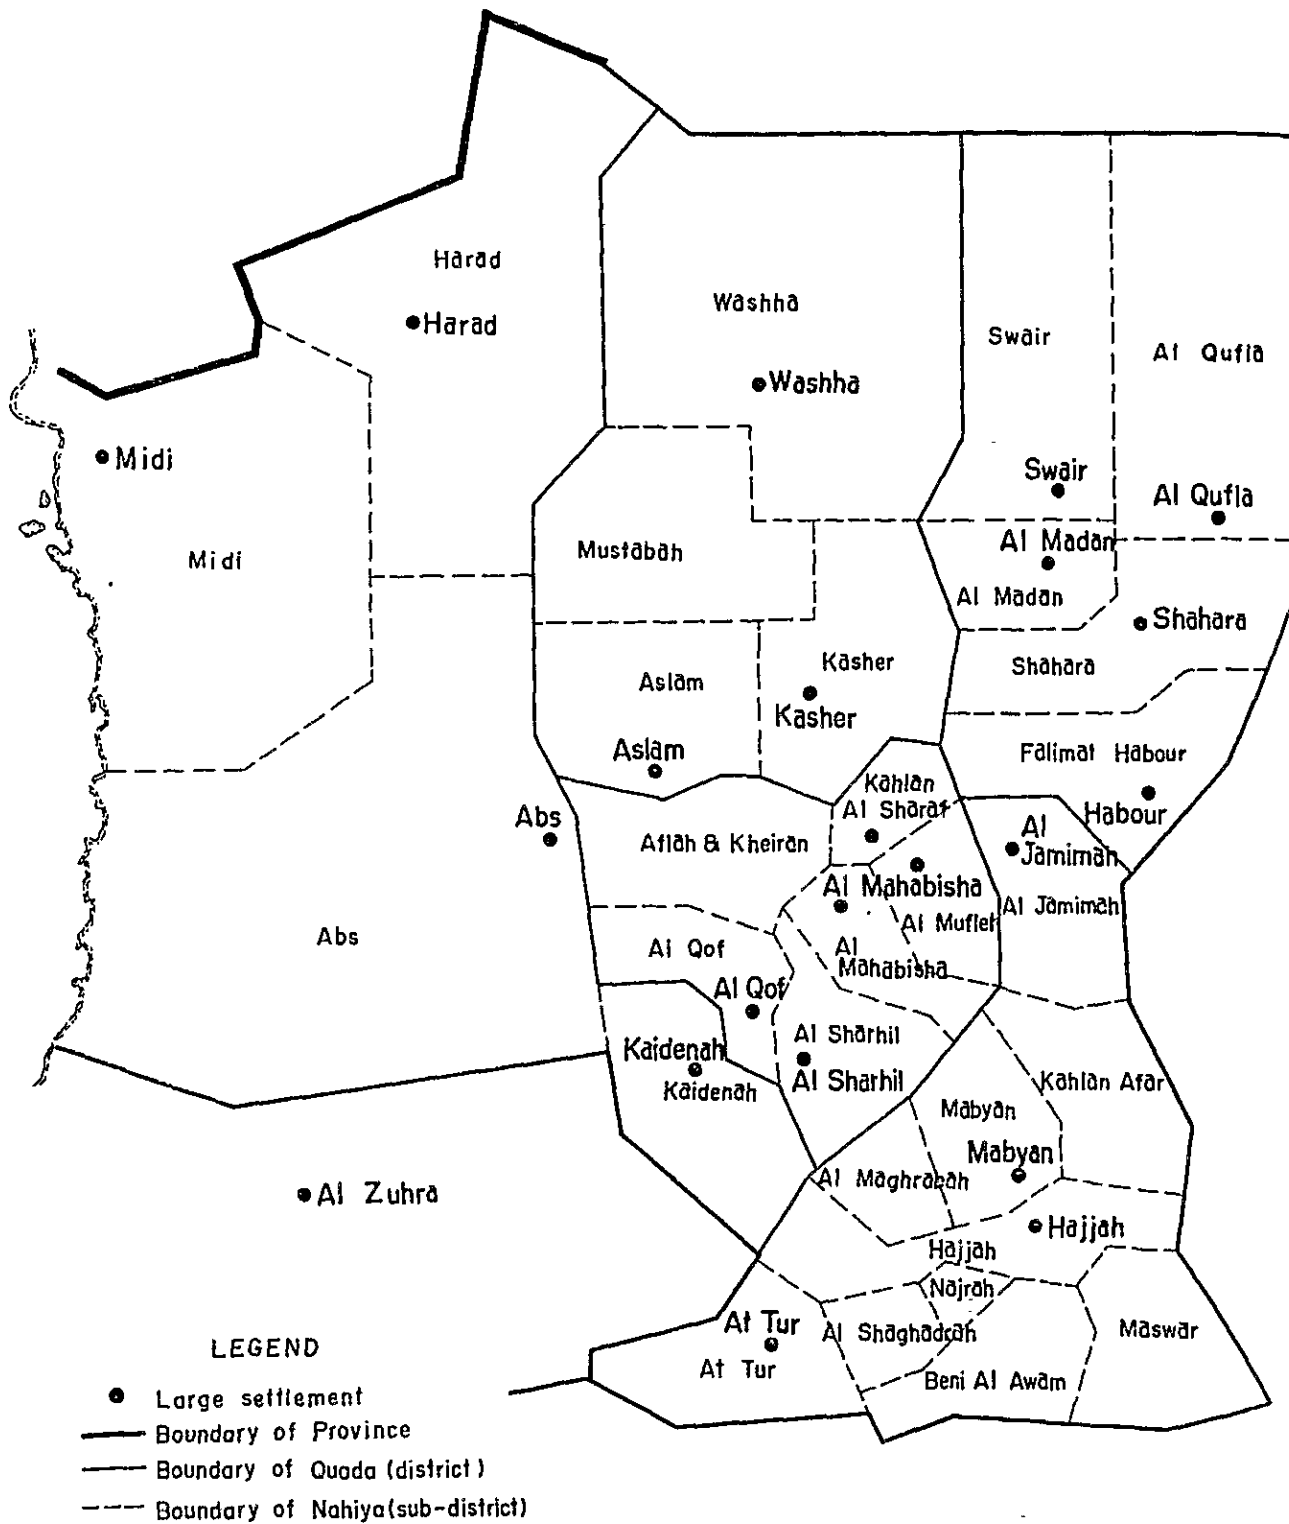 Harad
Harad
Washha
Washha
Swair
Al Qufla
Midi
Swair
Al Qufla
Al Madan
Midi
Mustabah
Al Madan
Shahara
Shahara
Kasher
Kasher
Aslam
Aslam
Falimat Habour
Habour
Kahlan
Al Sharaf
Abs
Aflah & Kheiran
Al
Jamimah
Al Mahabisha
Al Jamimah
Al Mufleh
Abs
Al Qof
Al
Mahabisha
Al Qof
Al Sharhil
Al Sharhil
Kaidenah
Kaidenah
Kahlan Afar
Mabyan
Mabyan
Al Maghrabah
Al Zuhra
Hajjah
Hajjah
Najrah
At Tur
Al Shaghadrah
Maswar
At Tur
Beni Al Awam
LEGEND
Large settlement
Boundary of Province
Boundary of Quada (district)
Boundary of Nahiya(sub-district)